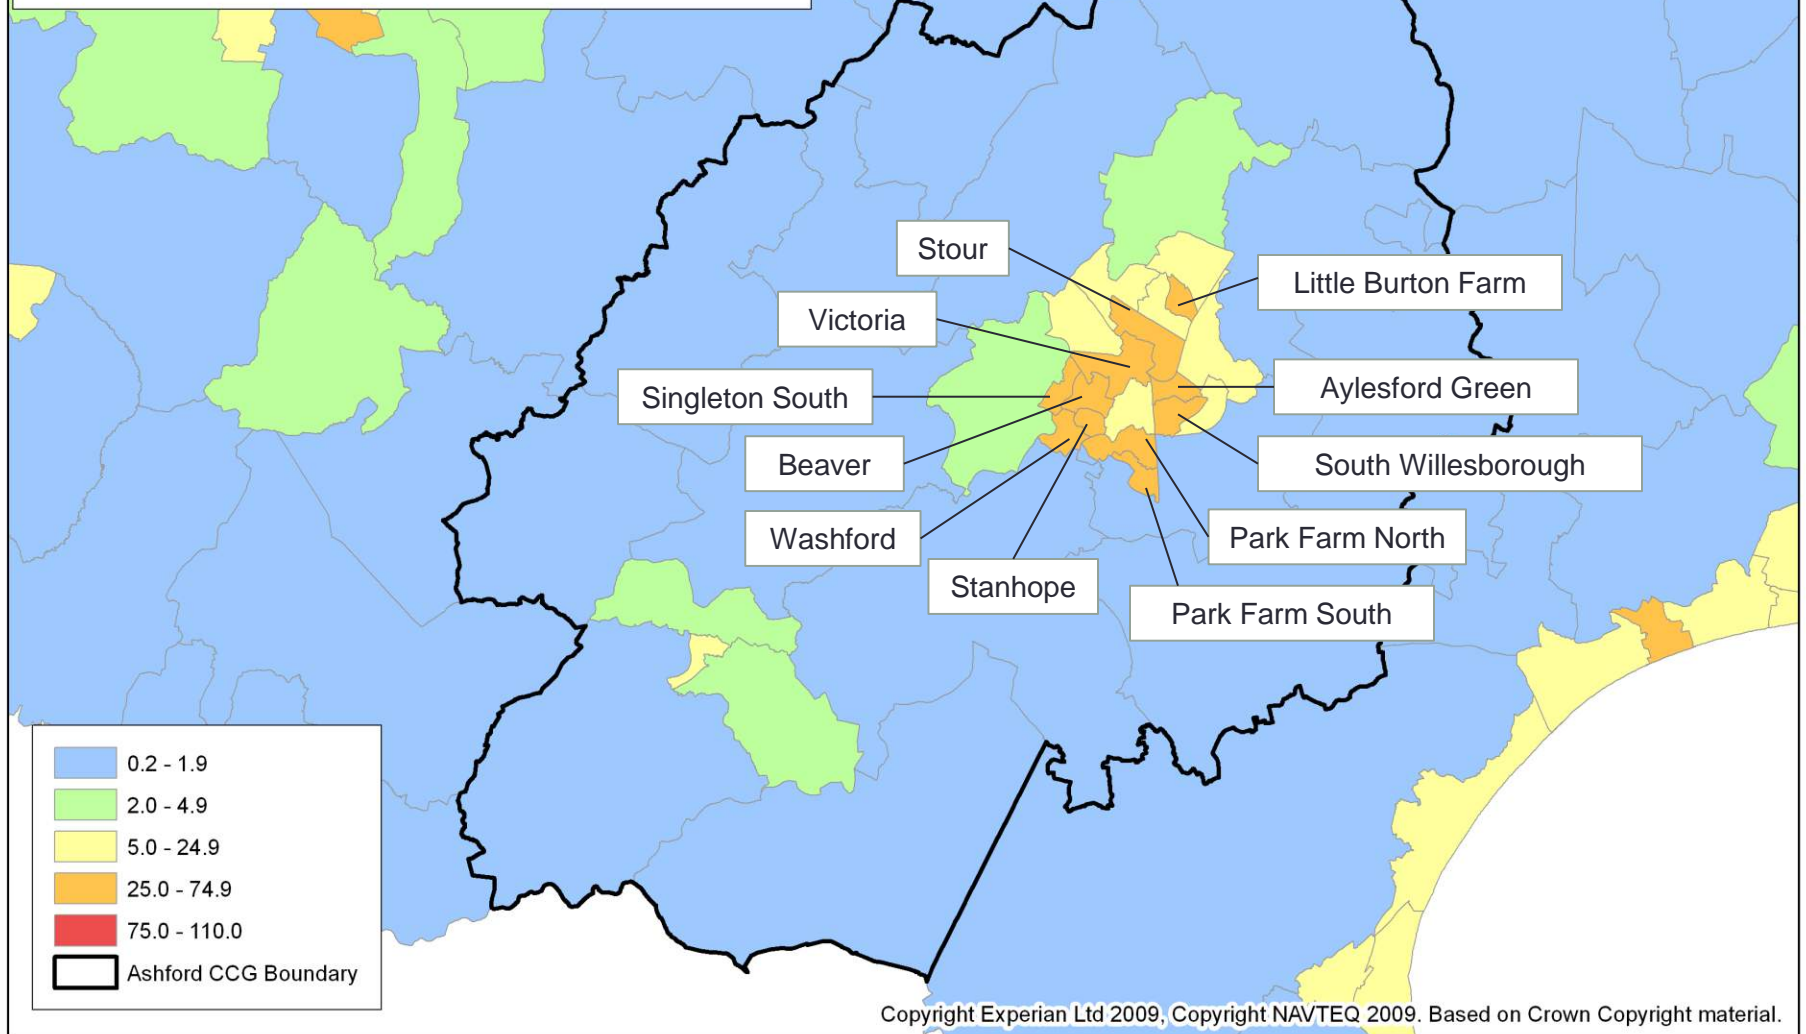 Stour
Little Burton Farm
Victoria
Singleton South
Aylesford Green
Beaver
South Willesborough
Washford
Park Farm North
Stanhope
Park Farm South
0.2 - 1.9
2.0 - 4.9
5.0 - 24.9
25.0 - 74.9
75.0 - 110.0
Ashford CCG Boundary
Copyright Experian Ltd 2009, Copyright NAVTEQ 2009. Based on Crown Copyright material.